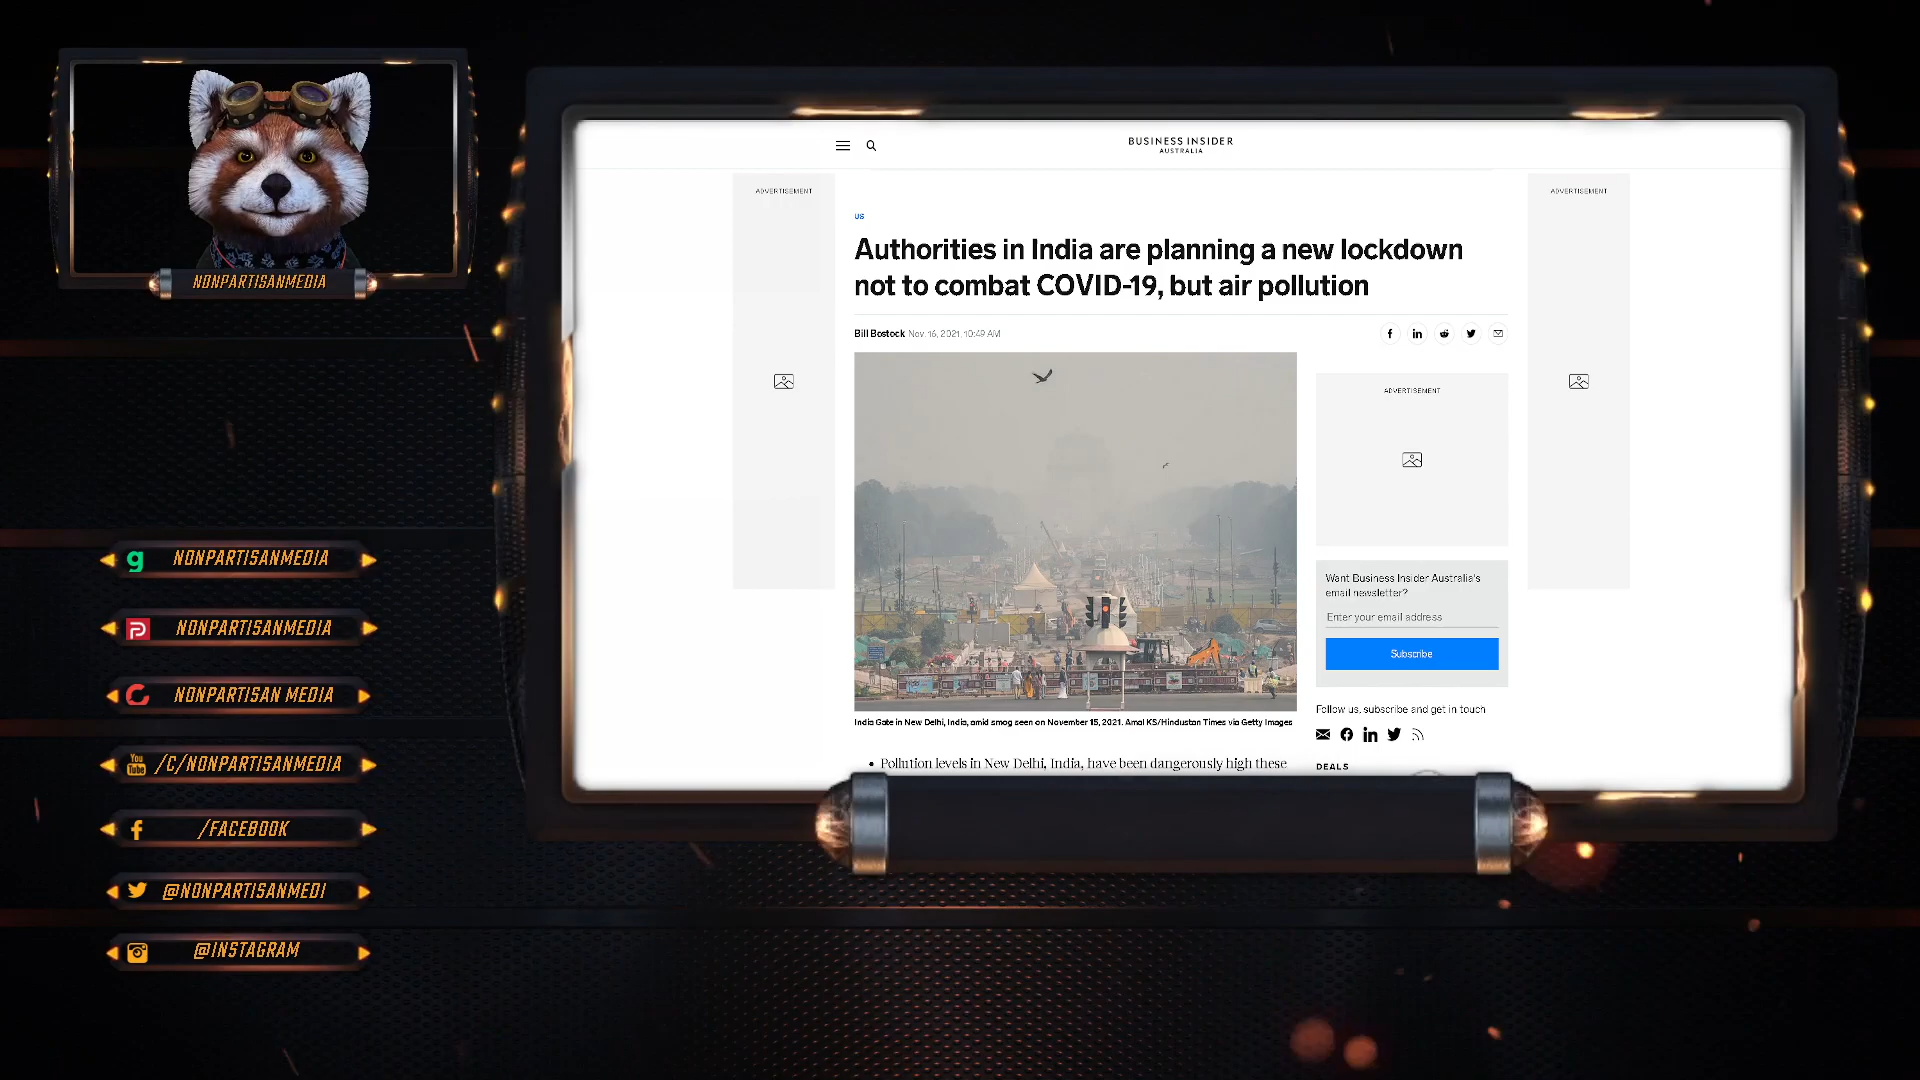 NONPARTISANMEDIA
g NONPARTISANMEDIA
NONPARTISANMEDIA
NONPARTISAN MEDIA
You Tube /C/NONPARTISANMEDIA
/FACEBOOK
@NONPARTISANMEDI
@INSTAGRAM
BUSINESS INSIDER
AUSTRALIA
ADVERTISEMENT
ADVERTISEMENT
US
Authorities in India are planning a new lockdown
not to combat COVID-19, but air pollution
Bill Bostock Nov. 16, 2021, 10:49 AM
India Gate in New Delhi, India, amid smog seen on November 15, 2021. Amal KS/Hindustan Times via Getty Images
• Pollution levels in New Delhi, India, have been dangerously high these
ADVERTISEMENT
Want Business Insider Australia's
email newsletter?
Enter your email address
Subscribe
Follow us, subscribe and get in touch
DEALS